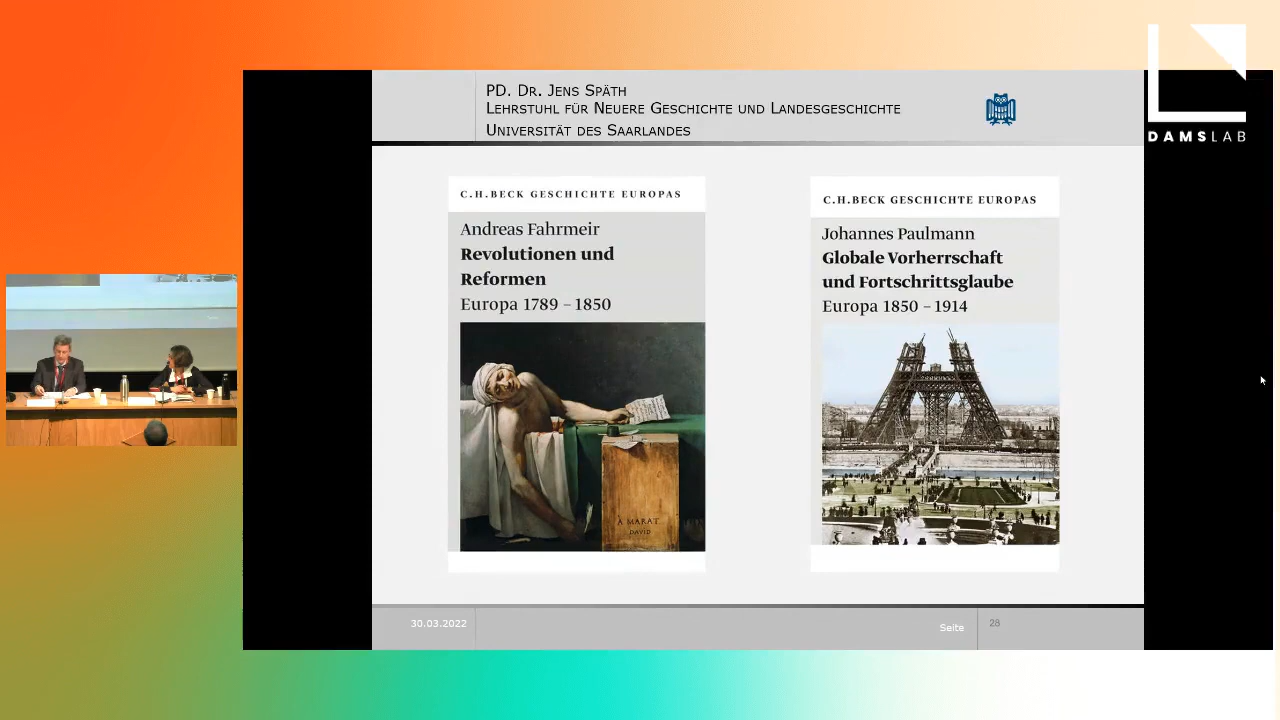 PD. DR. JENS SPÄTH
LEHRSTUHL FÜR NEUERE GESCHICHTE UND LANDESGESCHICHTE
UNIVERSITÄT DES SAARLANDES
DAMSLAB
C.H.BECK GESCHICHTE EUROPAS
Andreas Fahrmeir
Revolutionen und
Reformen
Europa 1789 – 1850
À MARAT
DAVID
C.H.BECK GESCHICHTE EUROPAS
Johannes Paulmann
Globale Vorherrschaft
und Fortschrittsglaube
Europa 1850 – 1914
30.03.2022
Seite
28